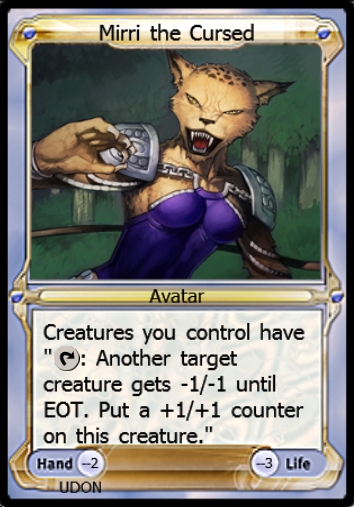 Mirri the Cursed
Avatar
Creatures you control have
": Another target
creature gets -1/-1 until
EOT. Put a +1/+1 counter
on this creature."
Hand -2 -3 Life
UDON